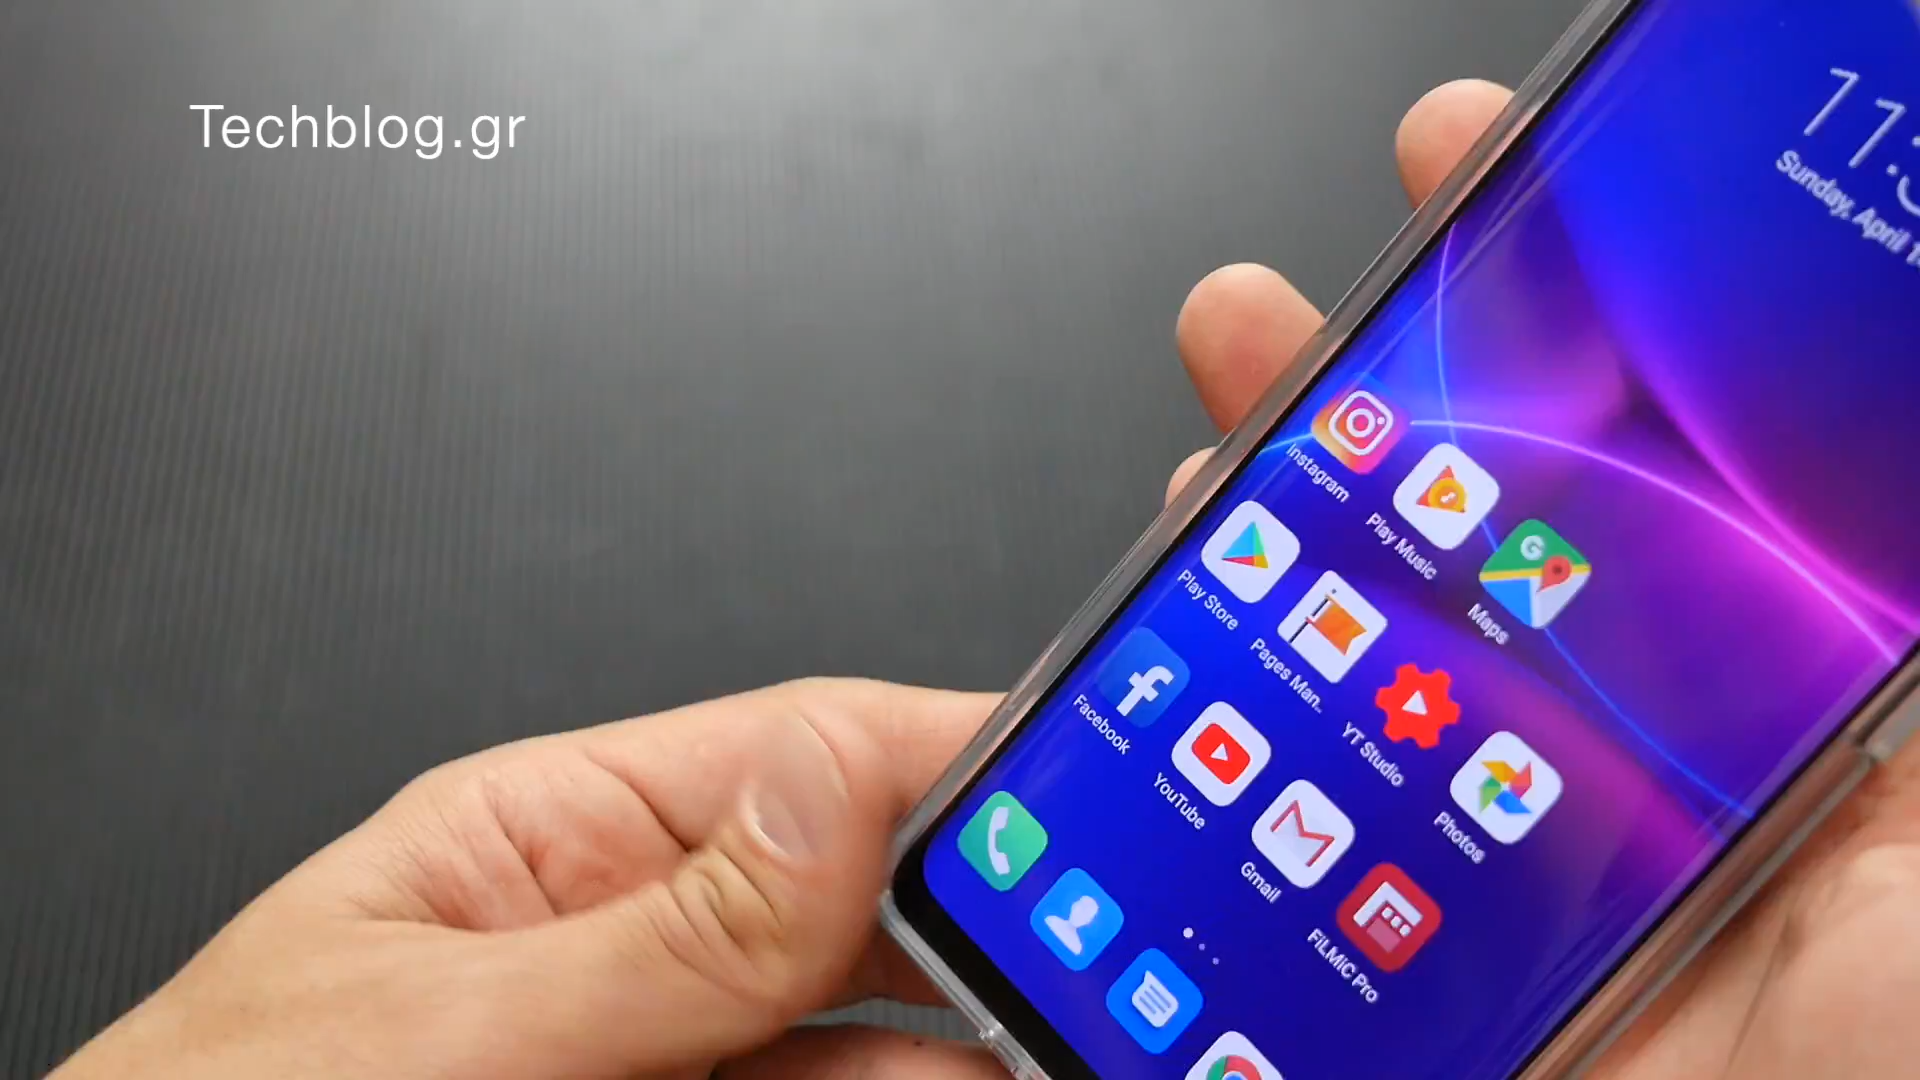 Techblog.gr
11:
Sunday, April
Instagram
Play Music
Maps
Play Store
Pages Man..
YT Studio
Photos
Facebook
YouTube
Gmail
FiLMiC Pro
G